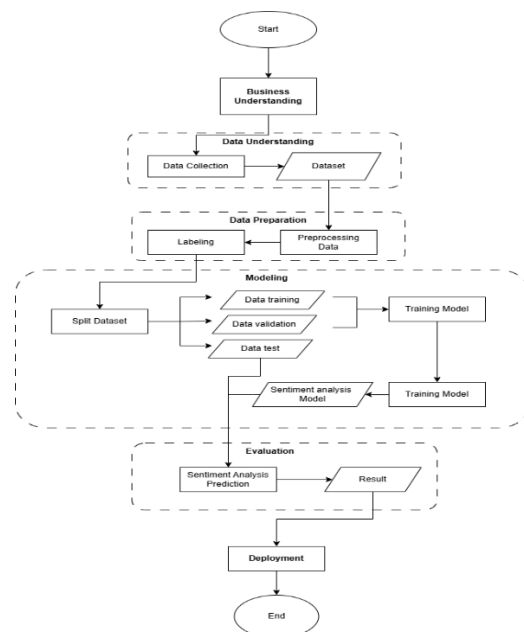 Start
Business
Understanding
Data Understanding
Data Collection
Dataset
Data Preparation
Labeling
Preprocessing
Data
Modeling
Split Dataset
Data training
Data validation
Data test
Training Model
Sentiment analysis
Model
Training Model
Evaluation
Sentiment Analysis
Prediction
Result
Deployment
End